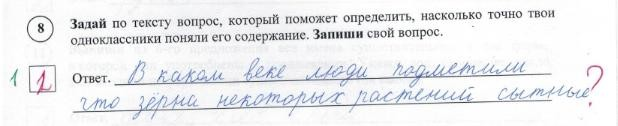 8 Задай по тексту вопрос, который поможет определить, насколько точно твои
одноклассники поняли его содержание. Запиши свой вопрос.
1 1 Ответ. В каком веке люди подметили
что зёрна некоторых растений сытные?